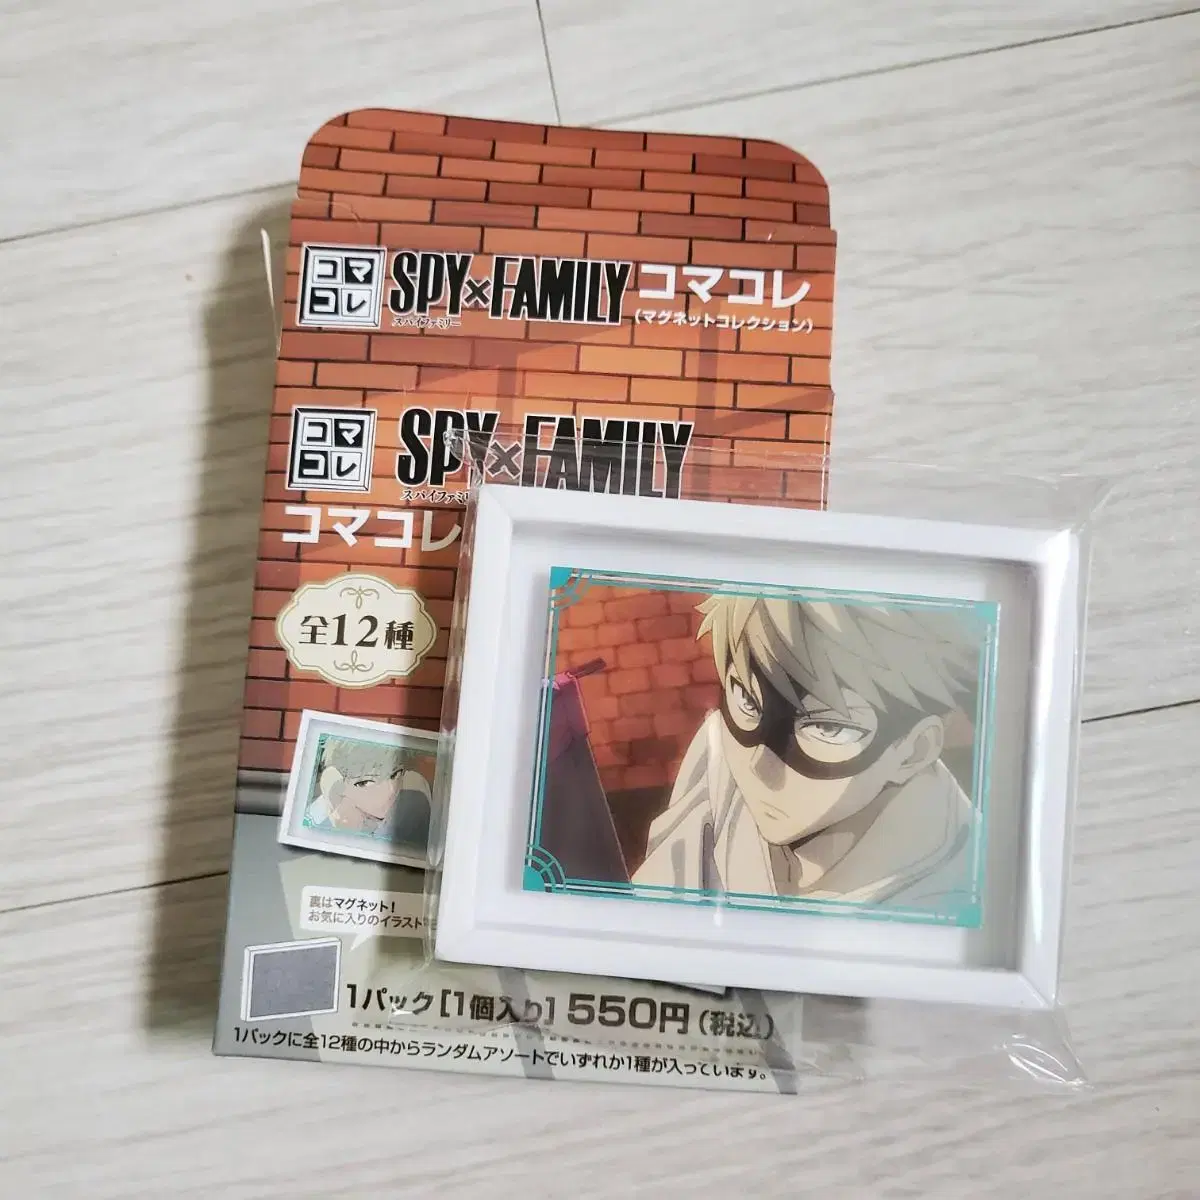 コマ
コレ
SPY×FAMILY
スパイファミリー
コマコレ
(マグネットコレクション)
コマ
コレ
SPY×FAMILY
スパイファミリ
コマコレ
全12種
裏はマグネット!
お気に入りのイラスト
1パック[1個入り] 550円(税込)
1パックに全12種の中からランダムアソートでいずれか1種が入っています。